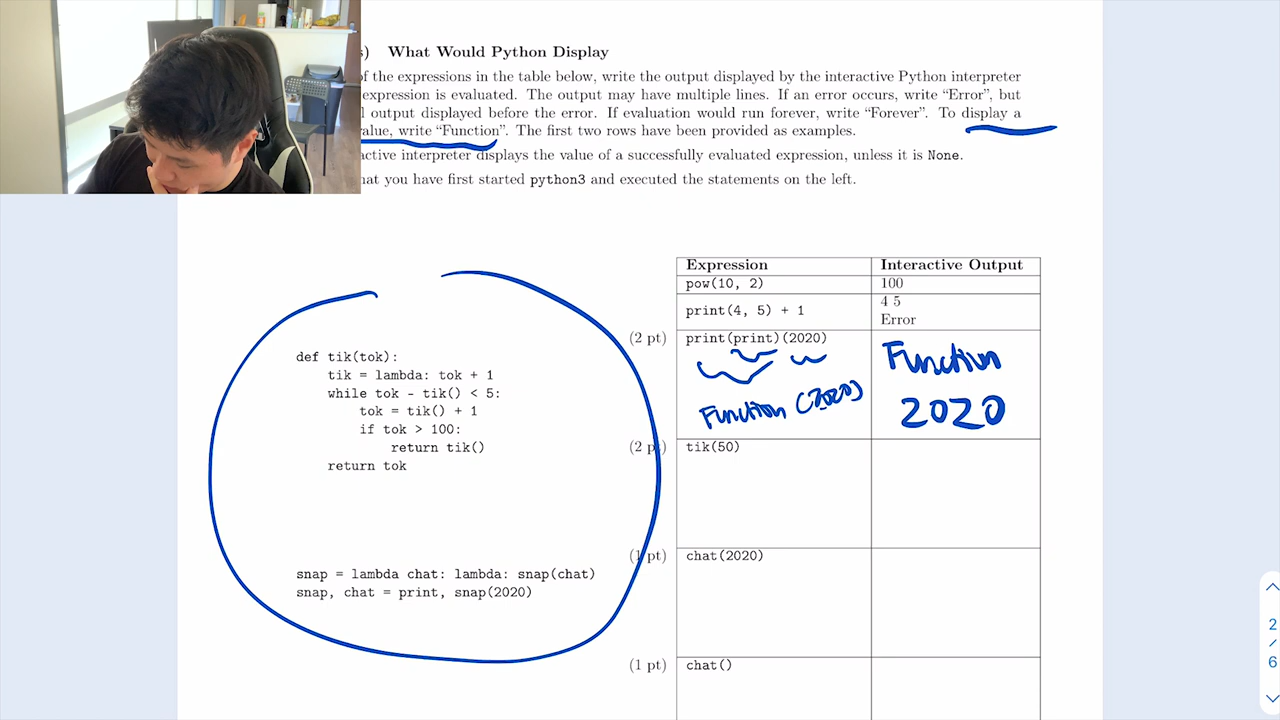 s) What Would Python Display
of the expressions in the table below, write the output displayed by the interactive Python interpreter
expression is evaluated. The output may have multiple lines. If an error occurs, write “Error”, but
output displayed before the error. If evaluation would run forever, write “Forever”. To display a
value, write “Function”. The first two rows have been provided as examples.
active interpreter displays the value of a successfully evaluated expression, unless it is None.
hat you have first started python3 and executed the statements on the left.
Expression Interactive Output
pow(10, 2) 100
print(4, 5) + 1 4 5
Error
(2 pt) print(print)(2020) Function
Function (2020) 2020
def tik(tok):
tik = lambda: tok + 1
while tok - tik() < 5:
tok = tik() + 1
if tok > 100:
return tik()
return tok
(2 pt) tik(50)
(1 pt) chat(2020)
snap = lambda chat: lambda: snap(chat)
snap, chat = print, snap(2020)
(1 pt) chat()
2
/
6